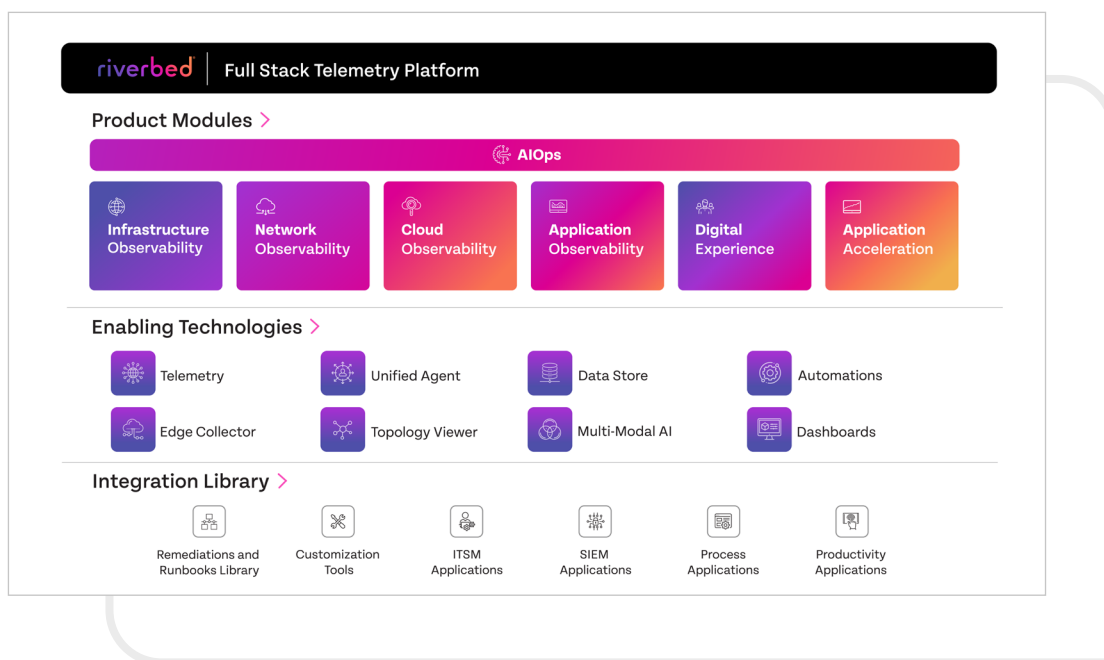 riverbed Full Stack Telemetry Platform
Product Modules
AIOps
Infrastructure
Observability
Network
Observability
Cloud
Observability
Application
Observability
Digital
Experience
Application
Acceleration
Enabling Technologies
Telemetry
Unified Agent
Data Store
Automations
Edge Collector
Topology Viewer
Multi-Modal AI
Dashboards
Integration Library
Remediations and
Runbooks Library
Customization
Tools
ITSM
Applications
SIEM
Applications
Process
Applications
Productivity
Applications